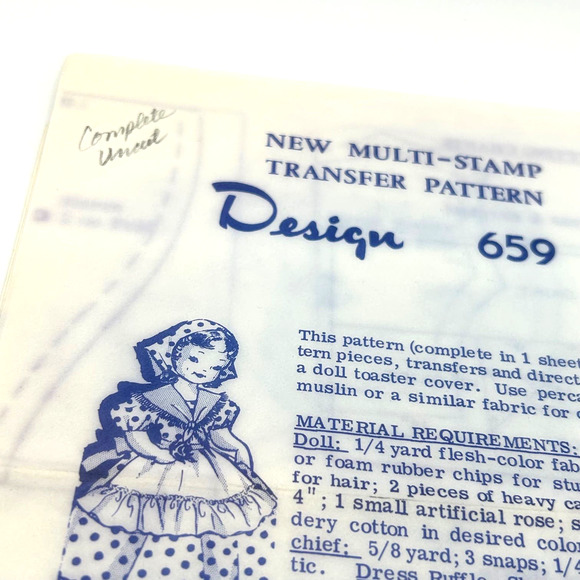 Complete
Uncut
NEW MULTI-STAMP
TRANSFER PATTERN
Design 659
This pattern (complete in 1 sheet
tern pieces, transfers and direct
a doll toaster cover. Use perca
muslin or a similar fabric for
MATERIAL REQUIREMENTS:
Doll: 1/4 yard flesh-color fab
or foam rubber chips for stu
for hair; 2 pieces of heavy ca
4"; 1 small artificial rose; s
dery cotton in desired color
chief: 5/8 yard; 3 snaps; 1/4
tic. Dress Ruffle